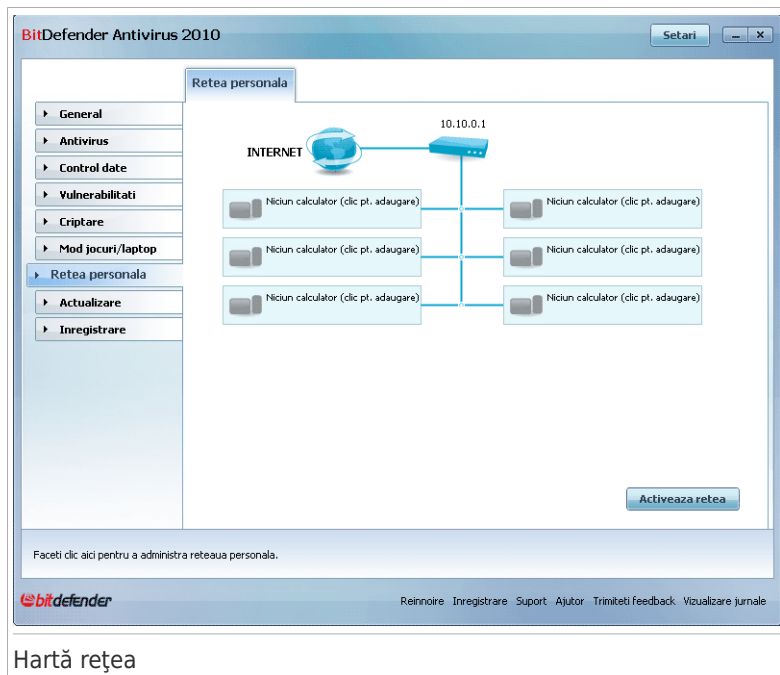 BitDefender Antivirus 2010
Setari
Retea personala
General
Antivirus
Control date
Vulnerabilitati
Criptare
Mod jocuri/laptop
Retea personala
Actualizare
Inregistrare
10.10.0.1
INTERNET
Niciun calculator (clic pt. adaugare)
Niciun calculator (clic pt. adaugare)
Niciun calculator (clic pt. adaugare)
Niciun calculator (clic pt. adaugare)
Niciun calculator (clic pt. adaugare)
Niciun calculator (clic pt. adaugare)
Activeaza retea
Faceti clic aici pentru a administra reteaua personala.
bitdefender
Reinnoire Inregistrare Suport Ajutor Trimiteti feedback Vizualizare jurnale
Hartă reţea